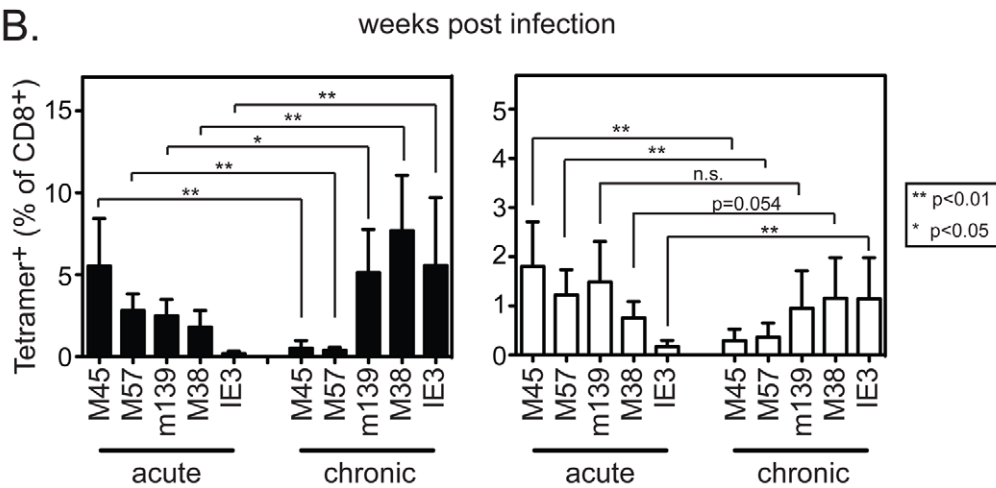 B.
weeks post infection
Tetramer+ (% of CD8+)
15
10
5
0
**
**
*
**
**
M45
M57
m139
M38
IE3
M45
M57
m139
M38
IE3
acute
chronic
5
4
3
2
1
0
**
**
n.s.
p=0.054
**
M45
M57
m139
M38
IE3
M45
M57
m139
M38
IE3
acute
chronic
** p<0.01
* p<0.05